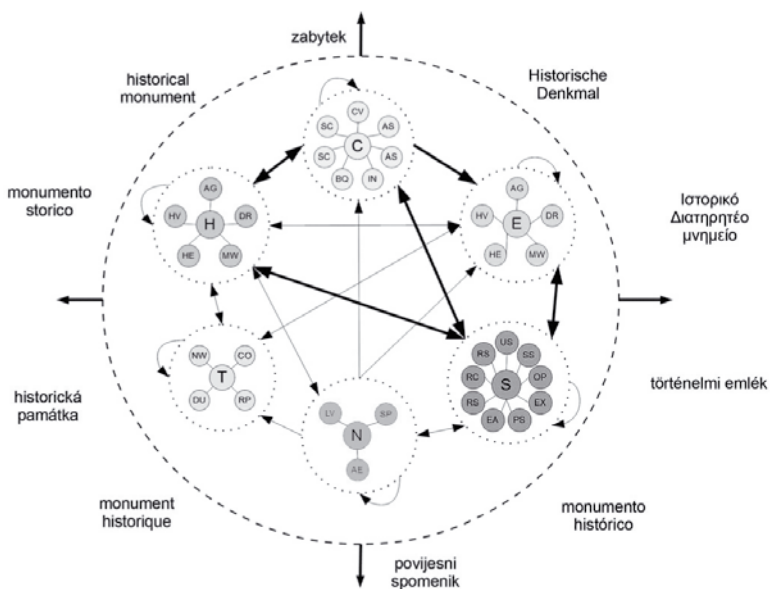 zabytek
historical
monument
Historische
Denkmal
monumento
storico
Ιστορικό
Διατηρητέο
μνημείο
historická
památka
történelmi emlék
monument
historique
monumento
histórico
povijesni
spomenik
C
CV
AS
AS
IN
BQ
SC
SC
H
AG
DR
MW
HE
HV
E
AG
DR
MW
HE
HV
T
NW
CO
RP
DU
N
LV
SP
AE
S
US
SS
OP
EX
PS
EA
RS
RC
RS